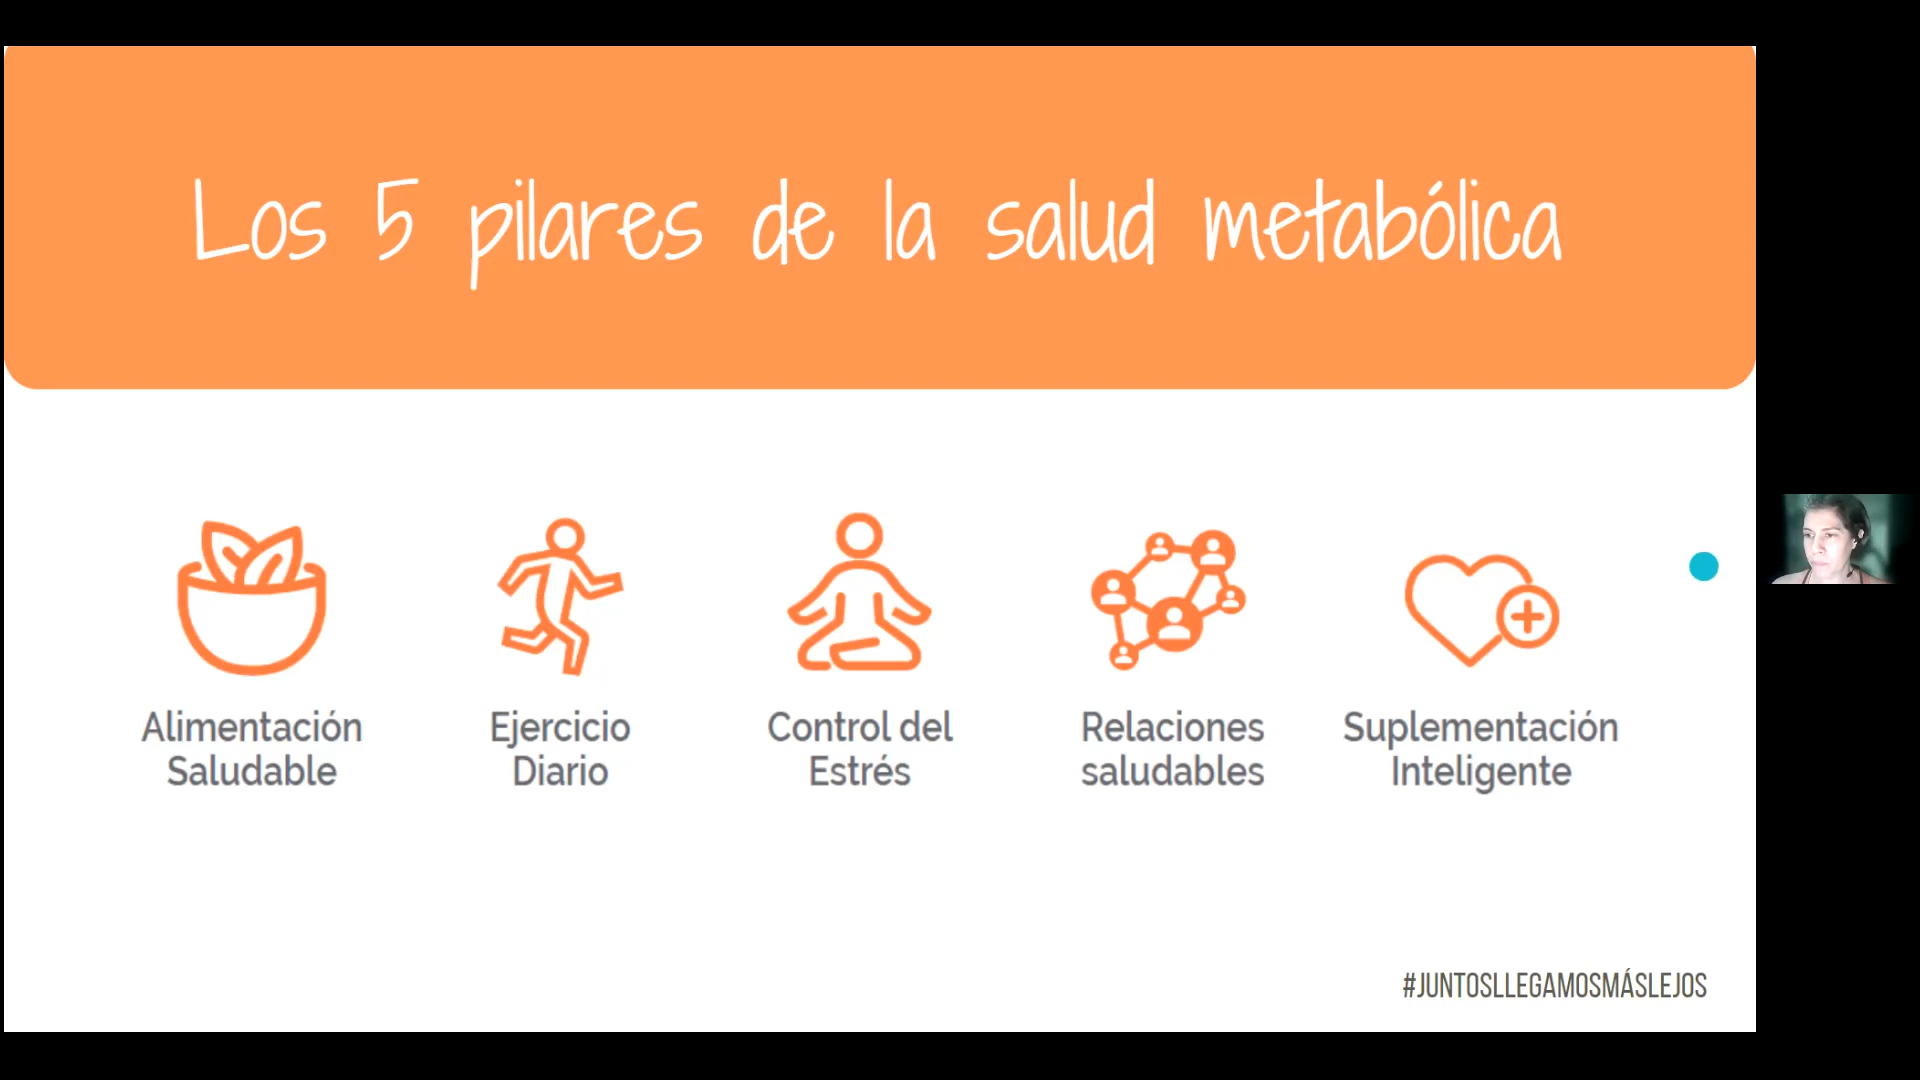 Los 5 pilares de la salud metabólica
Alimentación
Saludable
Ejercicio
Diario
Control del
Estrés
Relaciones
saludables
Suplementación
Inteligente
#JUNTOSLLEGAMOSMÁSLEJOS